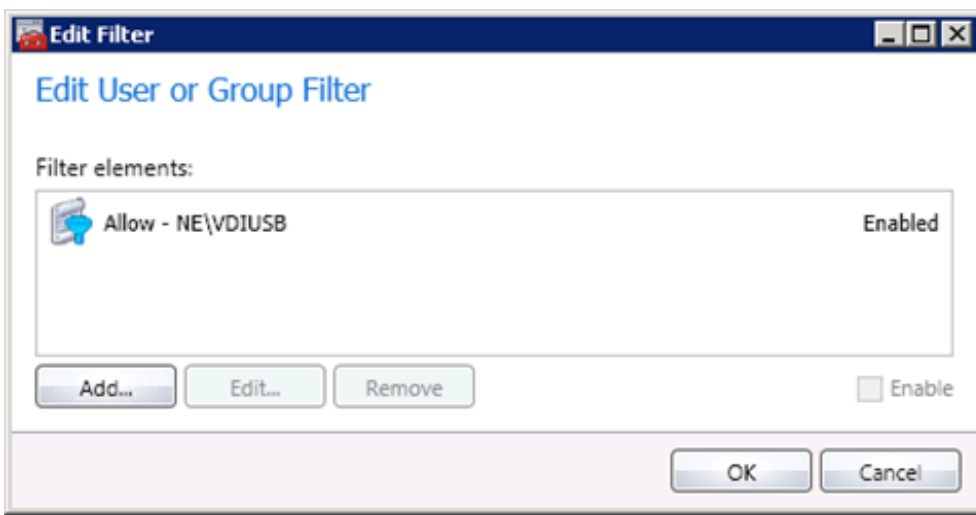 Edit Filter
Edit User or Group Filter
Filter elements:
Allow - NE\VDIUSB Enabled
Add... Edit... Remove Enable
OK Cancel